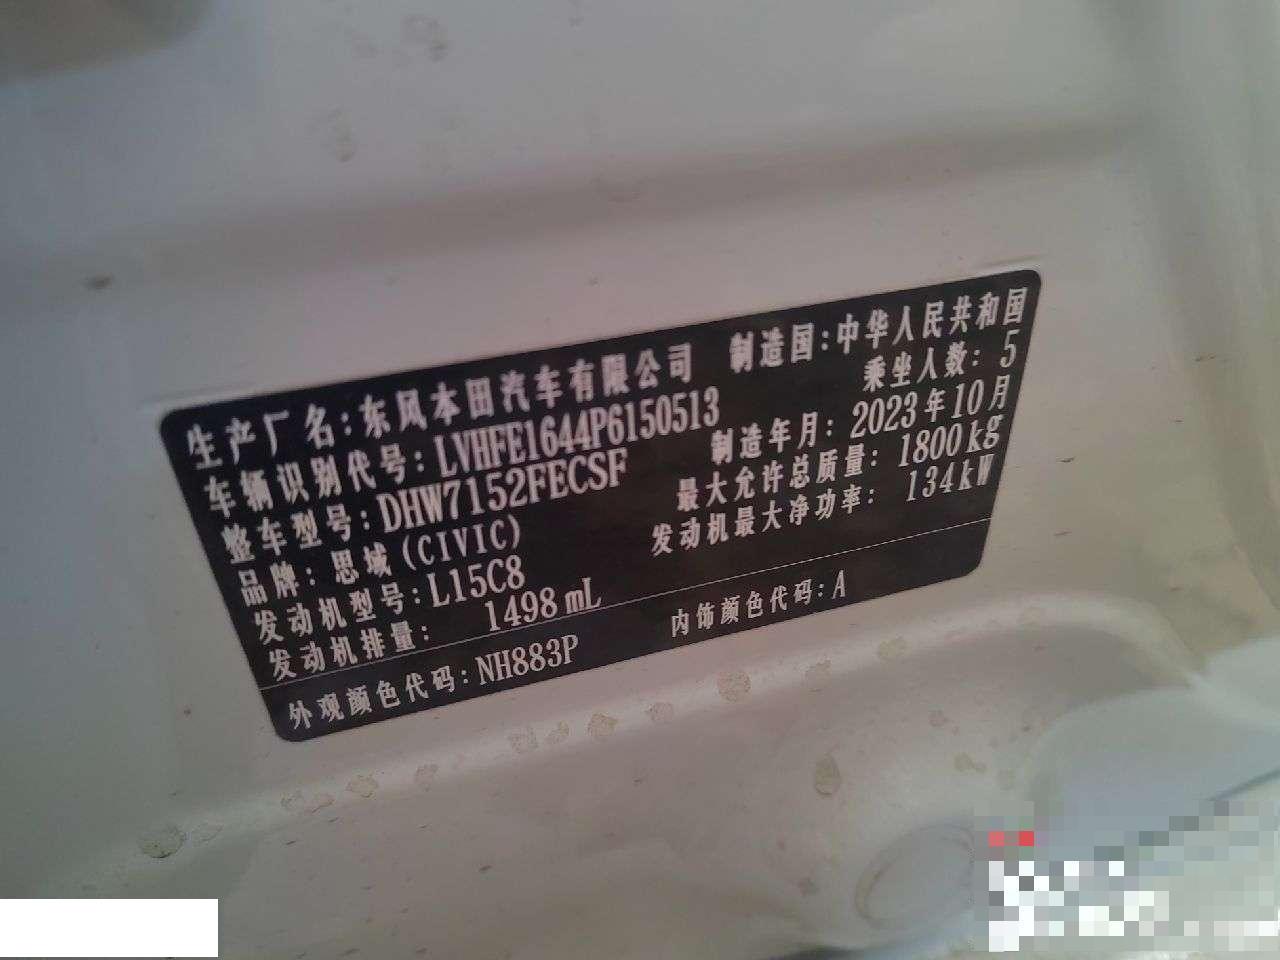 生产厂名:东风本田汽车有限公司 制造国:中华人民共和国
车辆识别代号:LVHFE1644P6150513 乘坐人数:5
整车型号:DHW7152FECSF 制造年月:2023年10月
品牌:思域(CIVIC) 最大允许总质量:1800kg
发动机型号:L15C8 发动机最大净功率:134kW
发动机排量:1498mL
外观颜色代码:NH883P 内饰颜色代码:A